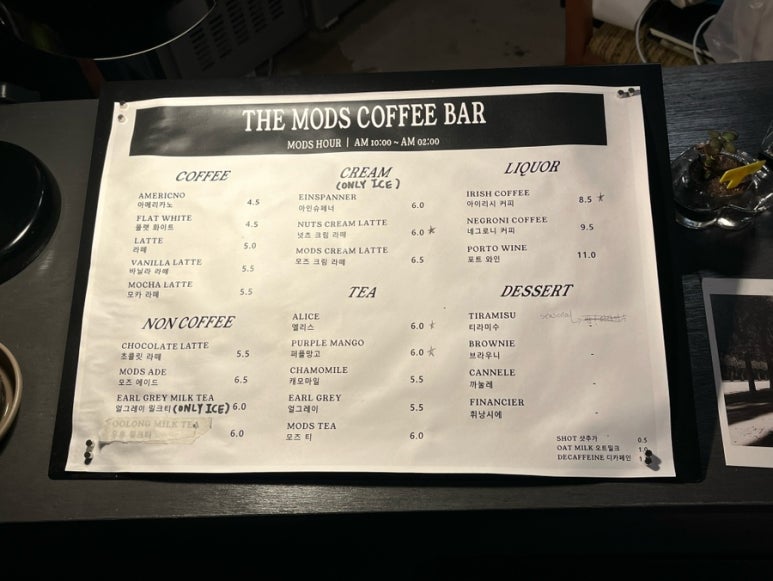 THE MODS COFFEE BAR
MODS HOUR | AM 10:00 ~ AM 02:00
COFFEE
AMERICNO 4.5
아메리카노
FLAT WHITE 4.5
플랫 화이트
LATTE 5.0
라떼
VANILLA LATTE 5.5
바닐라 라떼
MOCHA LATTE 5.5
모카 라떼
NON COFFEE
CHOCOLATE LATTE 5.5
초콜릿 라떼
MODS ADE 6.5
모즈 에이드
EARL GREY MILK TEA 6.0
얼그레이 밀크티 (ONLY ICE)
OOLONG MILK TEA 6.0
밀크티
CREAM
(ONLY ICE)
EINSPANNER 6.0
아인슈페너
NUTS CREAM LATTE 6.0 ★
넛츠 크림 라떼
MODS CREAM LATTE 6.5
모즈 크림 라떼
TEA
ALICE 6.0 ☆
엘리스
PURPLE MANGO 6.0 ☆
퍼플망고
CHAMOMILE 5.5
캐모마일
EARL GREY 5.5
얼그레이
MODS TEA 6.0
모즈 티
LIQUOR
IRISH COFFEE 8.5 ★
아이리시 커피
NEGRONI COFFEE 9.5
네그로니 커피
PORTO WINE 11.0
포트 와인
DESSERT
TIRAMISU seasonal
티라미수
BROWNIE -
브라우니
CANNELE -
까눌레
FINANCIER -
휘낭시에
SHOT 샷추가 0.5
OAT MILK 오트밀크
DECAFFEINE 디카페인